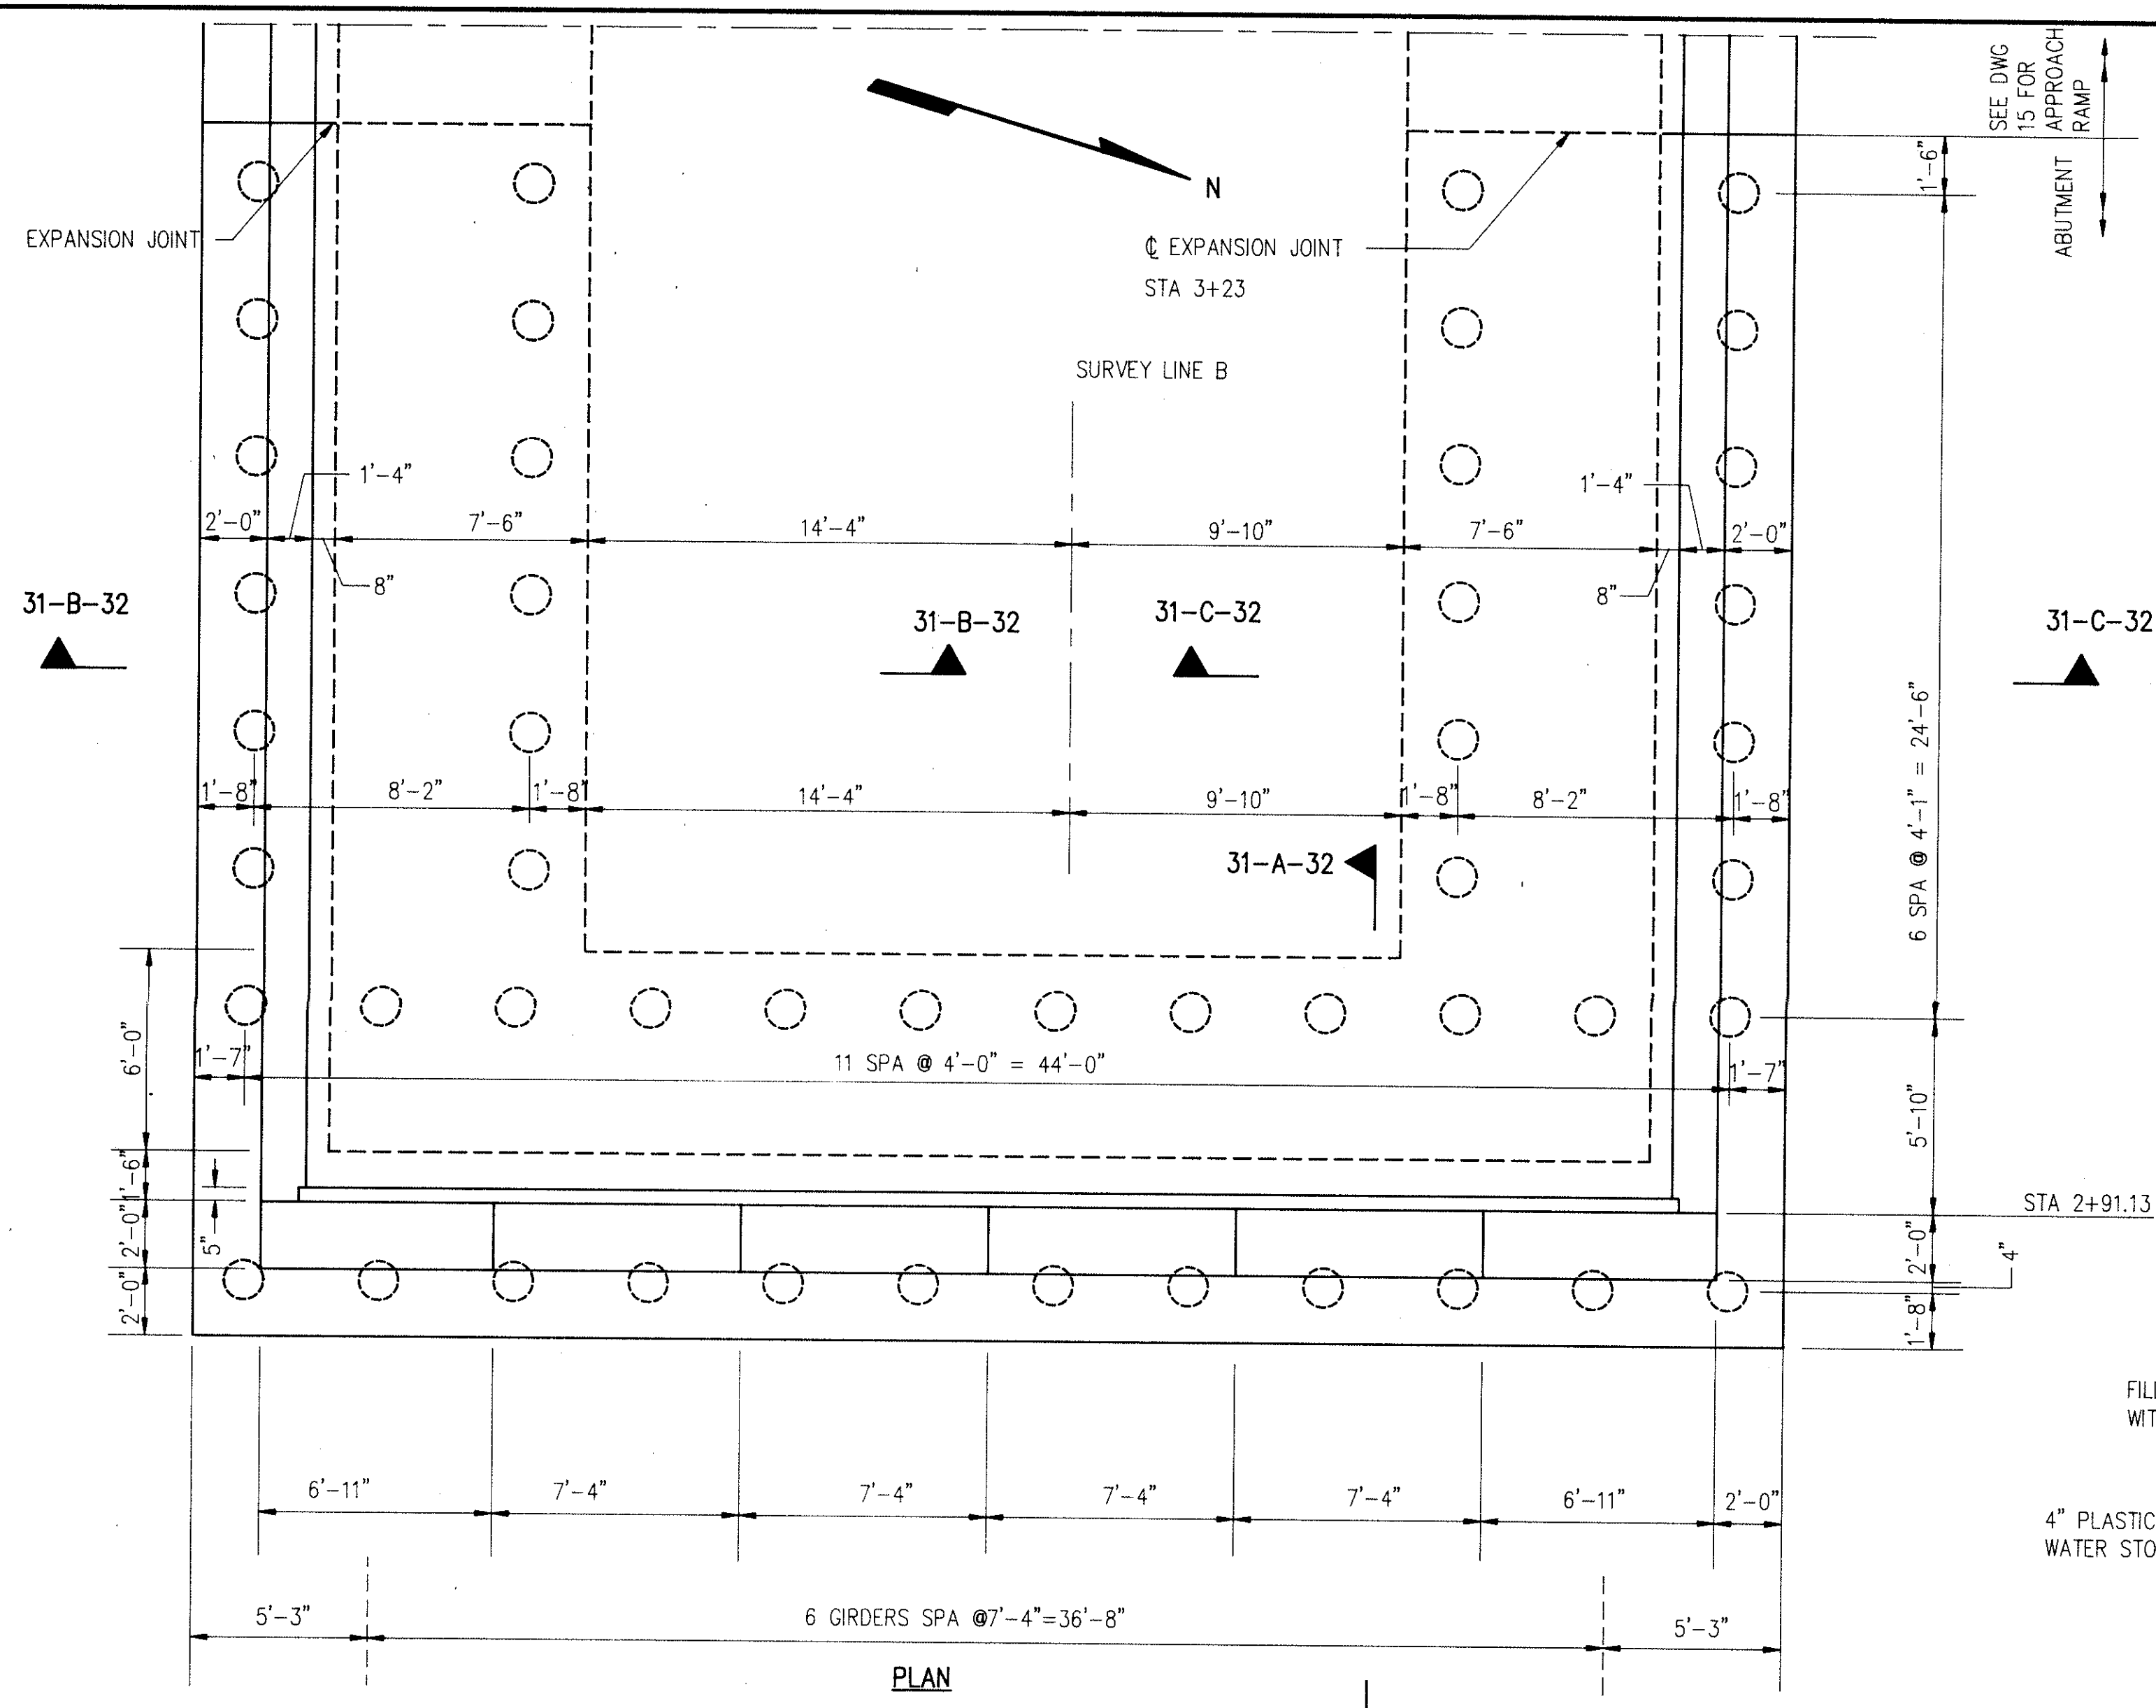 SEE DWG
15 FOR
APPROACH
RAMP
ABUTMENT
1'-6"
N
EXPANSION JOINT
℄ EXPANSION JOINT
STA 3+23
SURVEY LINE B
1'-4"
1'-4"
2'-0"
7'-6"
14'-4"
9'-10"
7'-6"
2'-0"
8"
8"
31-B-32
31-B-32
31-C-32
31-C-32
6 SPA @ 4'-1" = 24'-6"
1'-8"
8'-2"
1'-8"
14'-4"
9'-10"
1'-8"
8'-2"
1'-8"
31-A-32
6'-0"
1'-7"
11 SPA @ 4'-0" = 44'-0"
1'-7"
5'-10"
1'-6"
5"
2'-0"
2'-0"
STA 2+91.13
2'-0"
4"
1'-8"
FIL
WIT
6'-11"
7'-4"
7'-4"
7'-4"
7'-4"
6'-11"
2'-0"
4" PLASTIC
WATER STO
5'-3"
6 GIRDERS SPA @7'-4"=36'-8"
5'-3"
PLAN